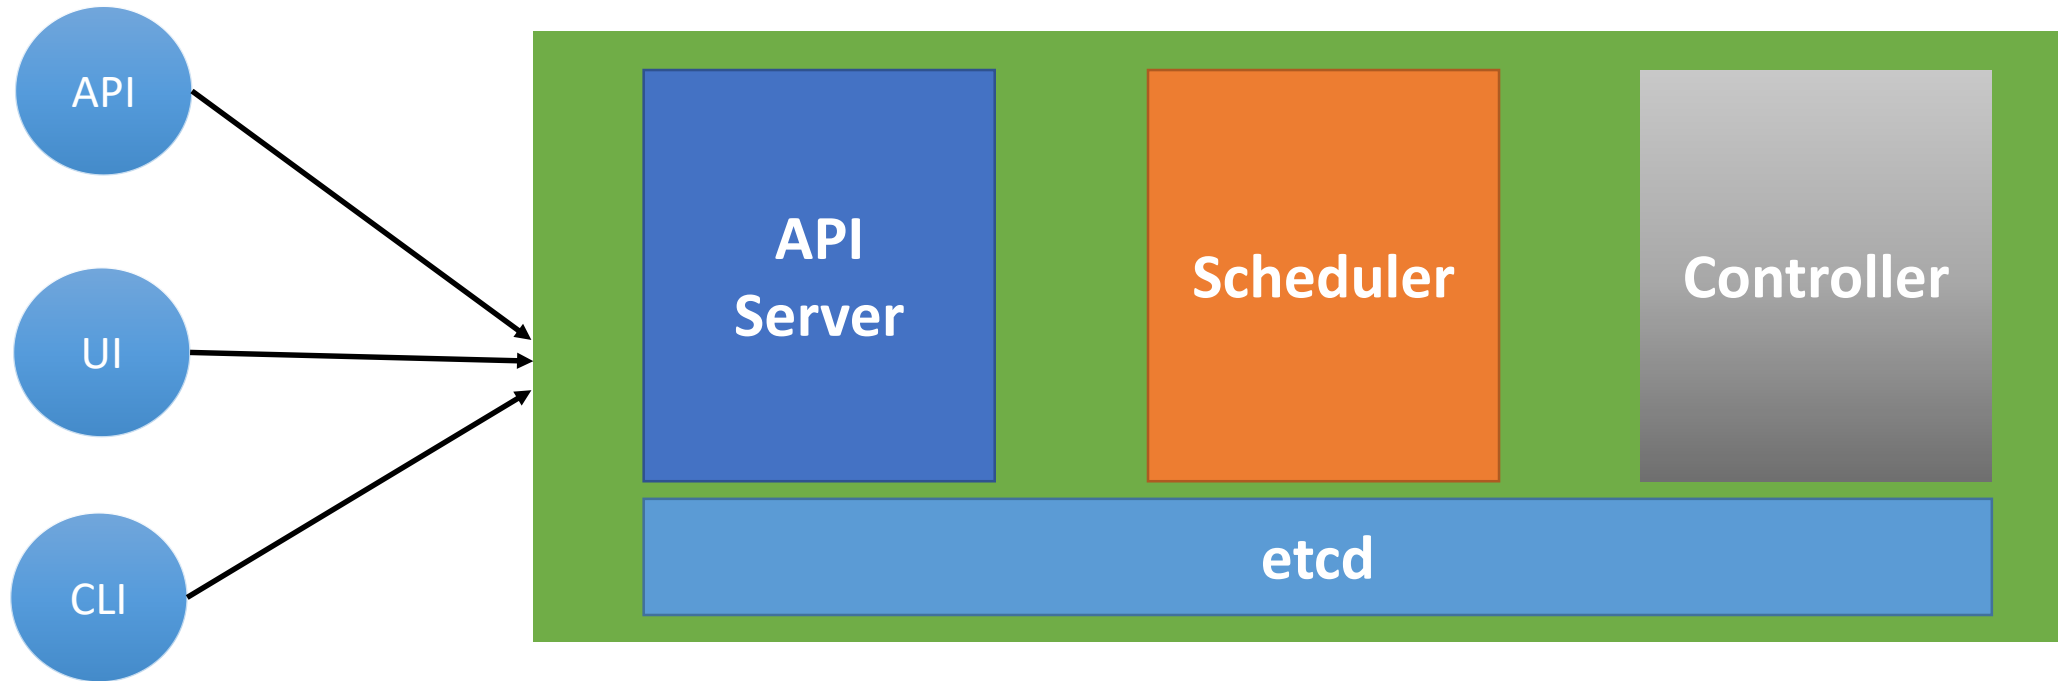 API
UI
CLI
API
Server
Scheduler
Controller
etcd